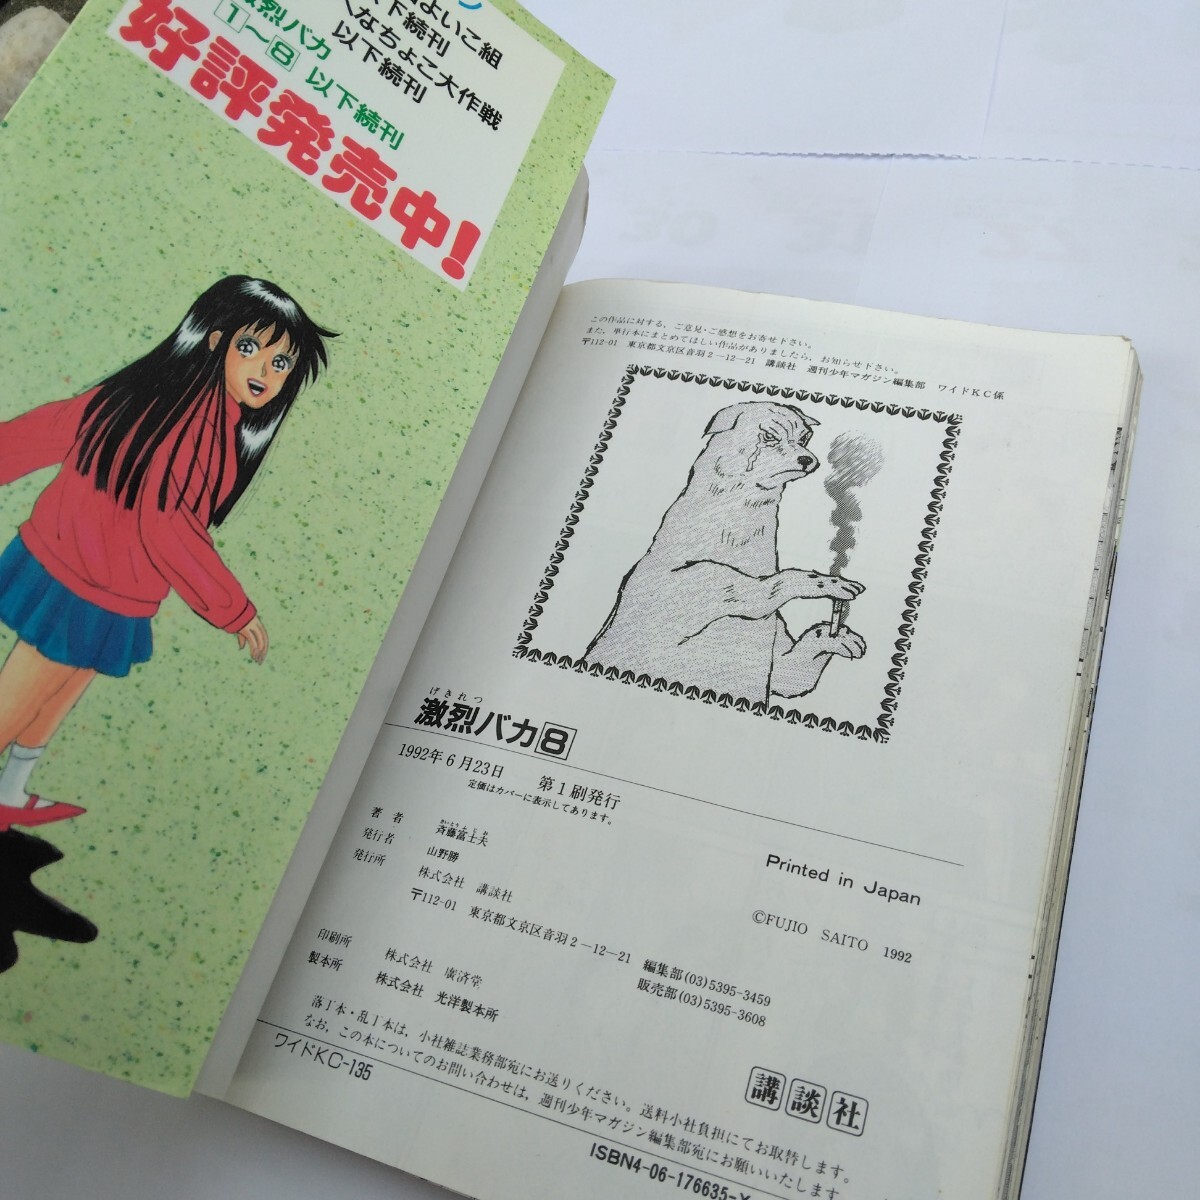 よいこ組
以下続刊
なちょこ大作戦
以下続刊
激烈バカ
1～8 以下続刊
好評発売中!
この作品に対する、ご意見・ご感想をお寄せ下さい。
また、単行本にまとめてほしい作品がありましたら、お知らせ下さい。
〒112-01 東京都文京区音羽2-12-21 講談社 週刊少年マガジン編集部 ワイドKC係
げきれつ
激烈バカ8
1992年6月23日 第1刷発行
定価はカバーに表示してあります。
著者 斉藤富士夫
さいとうふじお
発行者 山野勝
発行所 株式会社 講談社
〒112-01 東京都文京区音羽2-12-21
編集部(03)5395-3459
販売部(03)5395-3608
Printed in Japan
©FUJIO SAITO 1992
印刷所 株式会社 廣済堂
製本所 株式会社 光洋製本所
落丁本・乱丁本は、小社雑誌業務部宛にお送りください。送料小社負担にてお取替します。
なお、この本についてのお問い合わせは、週刊少年マガジン編集部宛にお願いいたします。
ワイドKC-135
講談社
ISBN4-06-176635-X